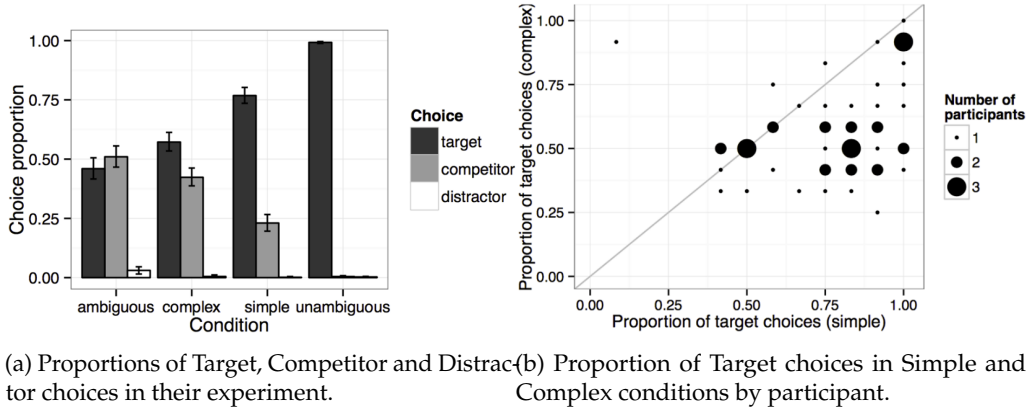 1.00
0.75
0.50
0.25
0.00
Choice proportion
ambiguous complex simple unambiguous
Condition
Choice
target
competitor
distractor
1.00
0.75
0.50
0.25
0.00
Proportion of target choices (complex)
0.00 0.25 0.50 0.75 1.00
Proportion of target choices (simple)
Number of
participants
1
2
3
(a) Proportions of Target, Competitor and Distrac-
tor choices in their experiment.
(b) Proportion of Target choices in Simple and
Complex conditions by participant.